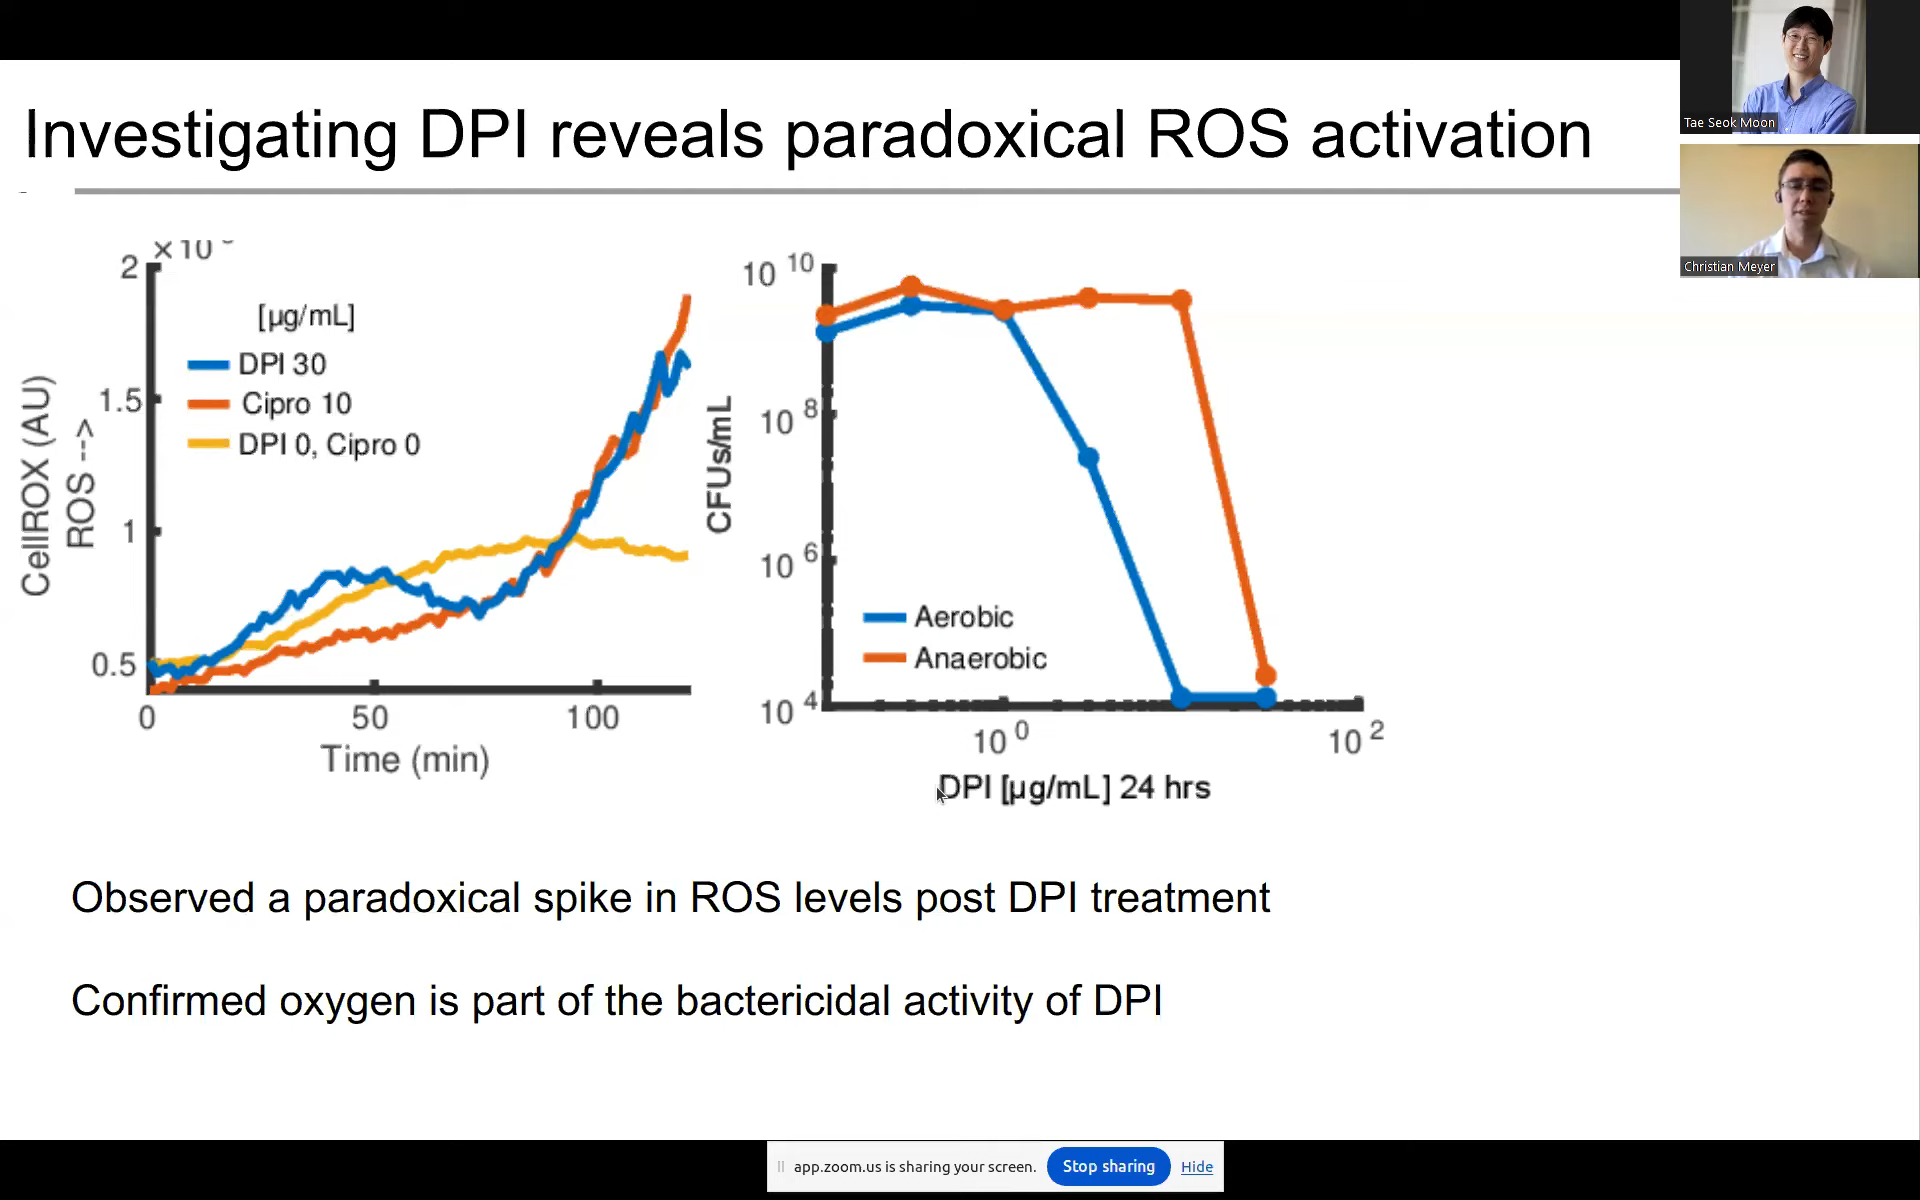 Investigating DPI reveals paradoxical ROS activation
Tae Seok Moon
Christian Meyer
×10
2
1.5
1
0.5
CellROX (AU)
ROS -->
[µg/mL]
DPI 30
Cipro 10
DPI 0, Cipro 0
0 50 100
Time (min)
10 10
10 8
10 6
10 4
CFUs/mL
Aerobic
Anaerobic
10 0 10 2
DPI [µg/mL] 24 hrs
Observed a paradoxical spike in ROS levels post DPI treatment
Confirmed oxygen is part of the bactericidal activity of DPI
app.zoom.us is sharing your screen. Stop sharing Hide